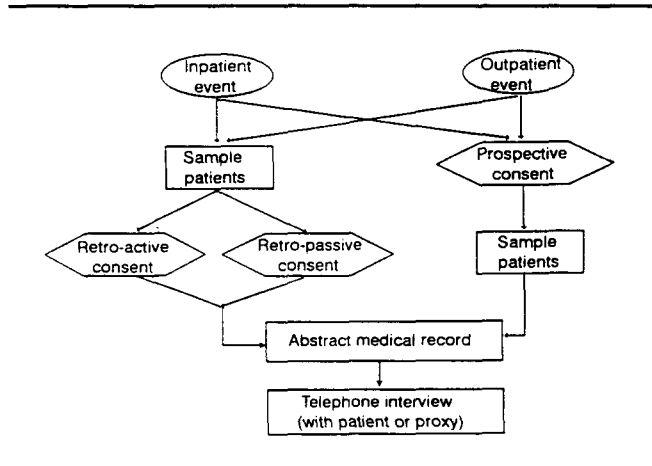 Inpatient
event
Outpatient
event
Sample
patients
Prospective
consent
Retro-active
consent
Retro-passive
consent
Sample
patients
Abstract medical record
Telephone interview
(with patient or proxy)